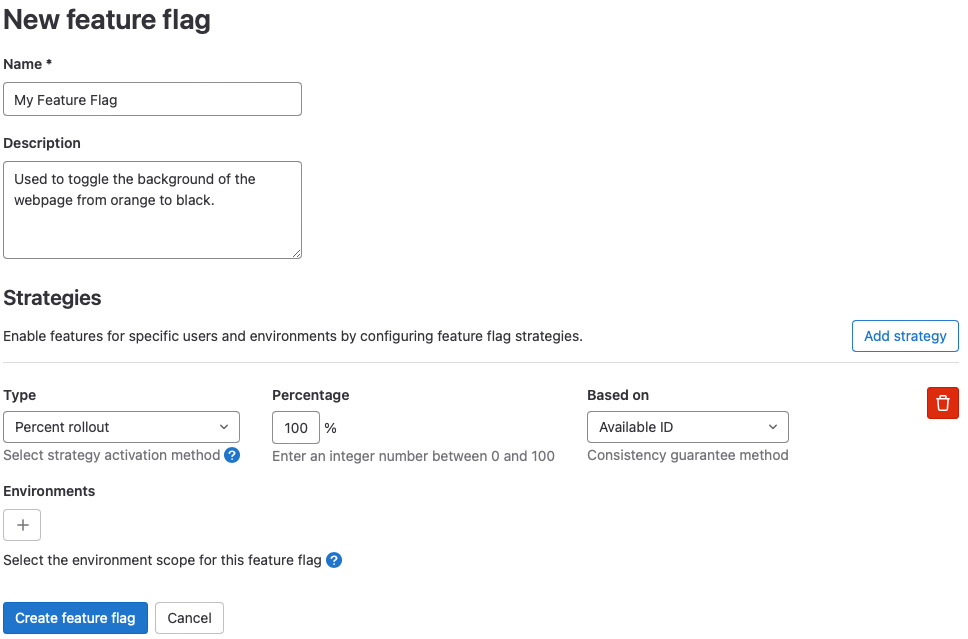 New feature flag
Name *
My Feature Flag
Description
Used to toggle the background of the
webpage from orange to black.
Strategies
Enable features for specific users and environments by configuring feature flag strategies.
Add strategy
Type
Percentage
Based on
Percent rollout
100 %
Available ID
Select strategy activation method ?
Enter an integer number between 0 and 100
Consistency guarantee method
Environments
+
Select the environment scope for this feature flag ?
Create feature flag
Cancel